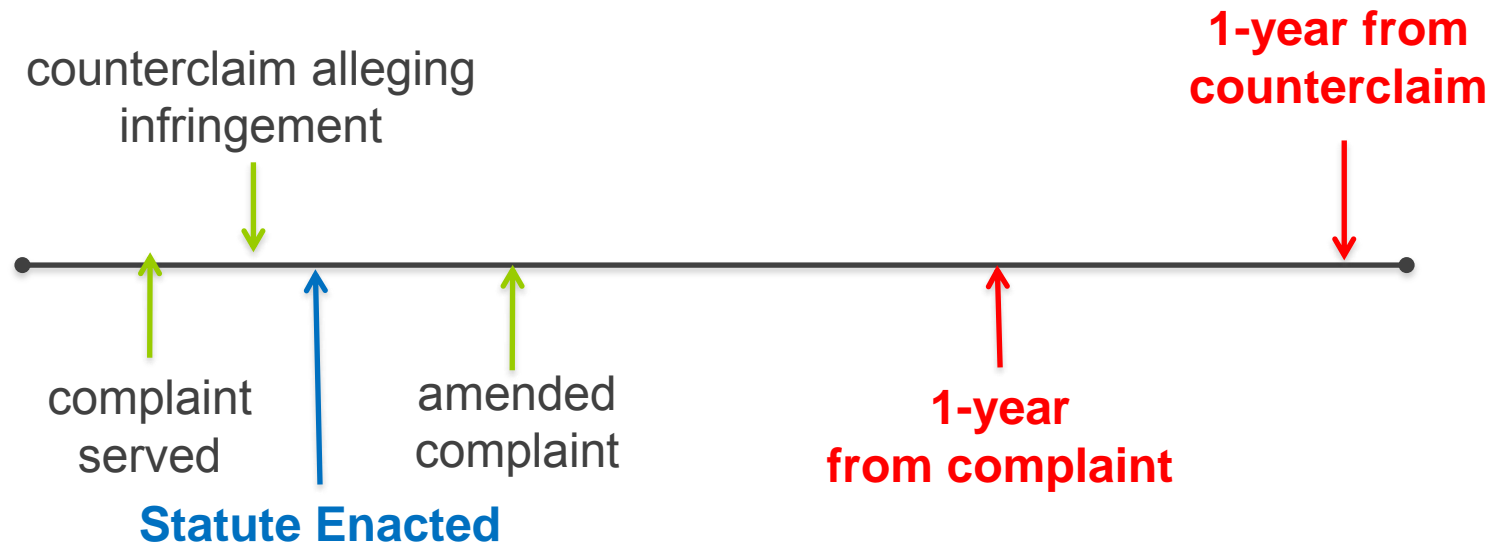 1-year from
counterclaim
counterclaim alleging
infringement
complaint
served
Statute Enacted
amended
complaint
1-year
from complaint